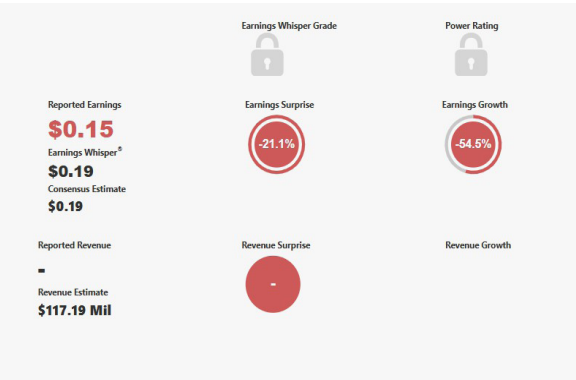 Earnings Whisper Grade
Power Rating
Reported Earnings
Earnings Surprise
Earnings Growth
$0.15
-21.1%
-54.5%
Earnings Whisper®
$0.19
Consensus Estimate
$0.19
Reported Revenue
Revenue Surprise
Revenue Growth
-
-
Revenue Estimate
$117.19 Mil